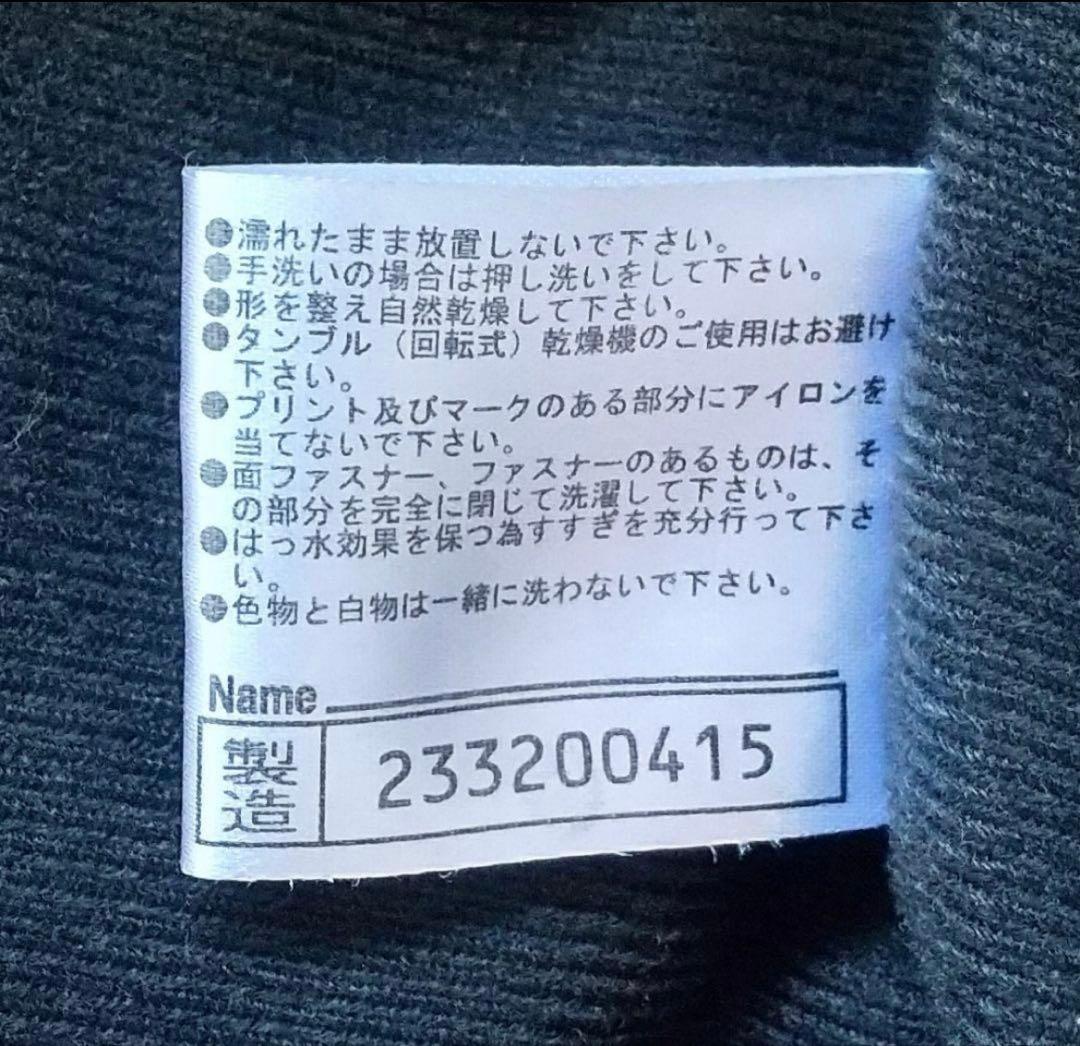 ●濡れたまま放置しないで下さい。
●手洗いの場合は押し洗いをして下さい。
●形を整え自然乾燥して下さい。
●タンブル（回転式）乾燥機のご使用はお避け
下さい。
●プリント及びマークのある部分にアイロンを
当てないで下さい。
●面ファスナー、ファスナーのあるものは、そ
の部分を完全に閉じて洗濯して下さい。
●はっ水効果を保つ為すすぎを充分行って下さ
い。
●色物と白物は一緒に洗わないで下さい。
Name
製造 233200415